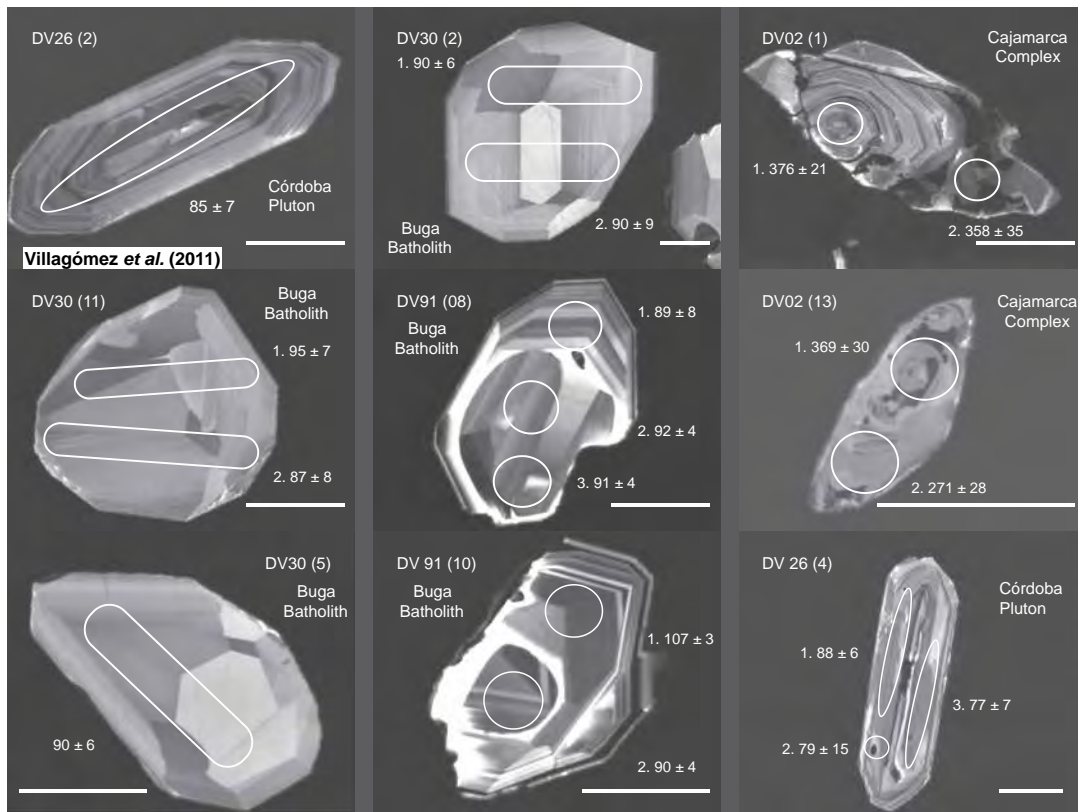 DV26 (2)
85 ± 7
Córdoba
Pluton
Villagómez et al. (2011)
DV30 (2)
1. 90 ± 6
2. 90 ± 9
Buga
Batholith
DV02 (1)
Cajamarca
Complex
1. 376 ± 21
2. 358 ± 35
DV30 (11)
Buga
Batholith
1. 95 ± 7
2. 87 ± 8
DV91 (08)
Buga
Batholith
1. 89 ± 8
2. 92 ± 4
3. 91 ± 4
DV02 (13)
Cajamarca
Complex
1. 369 ± 30
2. 271 ± 28
DV30 (5)
Buga
Batholith
90 ± 6
DV 91 (10)
Buga
Batholith
1. 107 ± 3
2. 90 ± 4
DV 26 (4)
Córdoba
Pluton
1. 88 ± 6
3. 77 ± 7
2. 79 ± 15